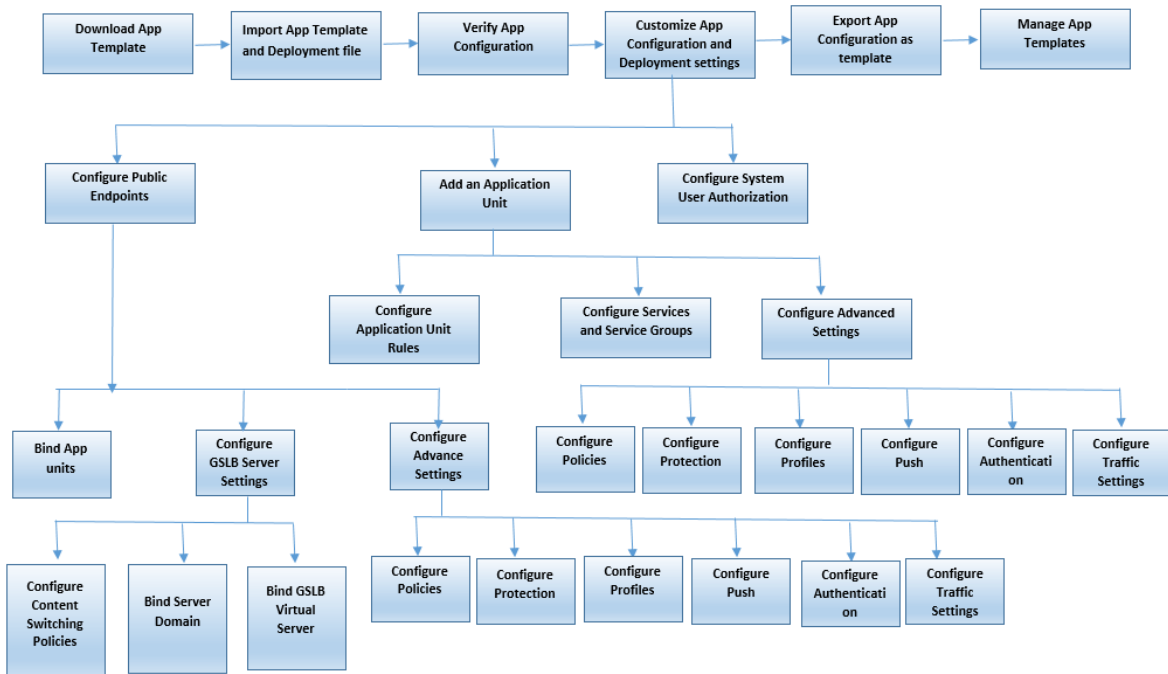 Download App
Template
Import App Template
and Deployment file
Verify App
Configuration
Customize App
Configuration and
Deployment settings
Export App
Configuration as
template
Manage App
Templates
Configure Public
Endpoints
Add an Application
Unit
Configure System
User Authorization
Configure
Application Unit
Rules
Configure Services
and Service Groups
Configure Advanced
Settings
Bind App
units
Configure
GSLB Server
Settings
Configure
Advance
Settings
Configure
Policies
Configure
Protection
Configure
Profiles
Configure
Push
Configure
Authenticati
on
Configure
Traffic
Settings
Configure
Content
Switching
Policies
Bind Server
Domain
Bind GSLB
Virtual
Server
Configure
Policies
Configure
Protection
Configure
Profiles
Configure
Push
Configure
Authenticati
on
Configure
Traffic
Settings